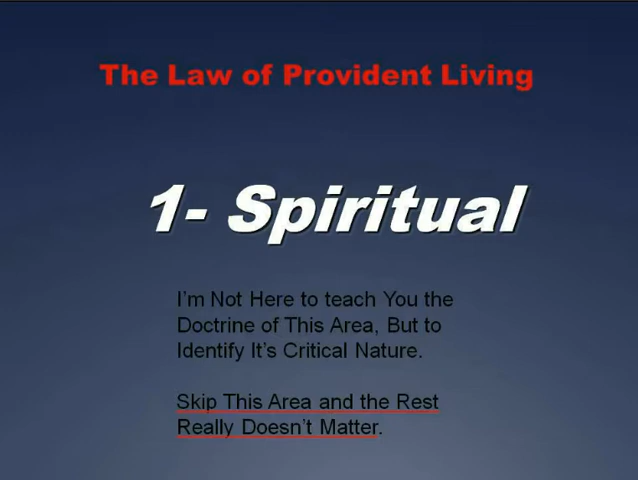 The Law of Provident Living
1- Spiritual
I'm Not Here to teach You the
Doctrine of This Area, But to
Identify It's Critical Nature.
Skip This Area and the Rest
Really Doesn't Matter.